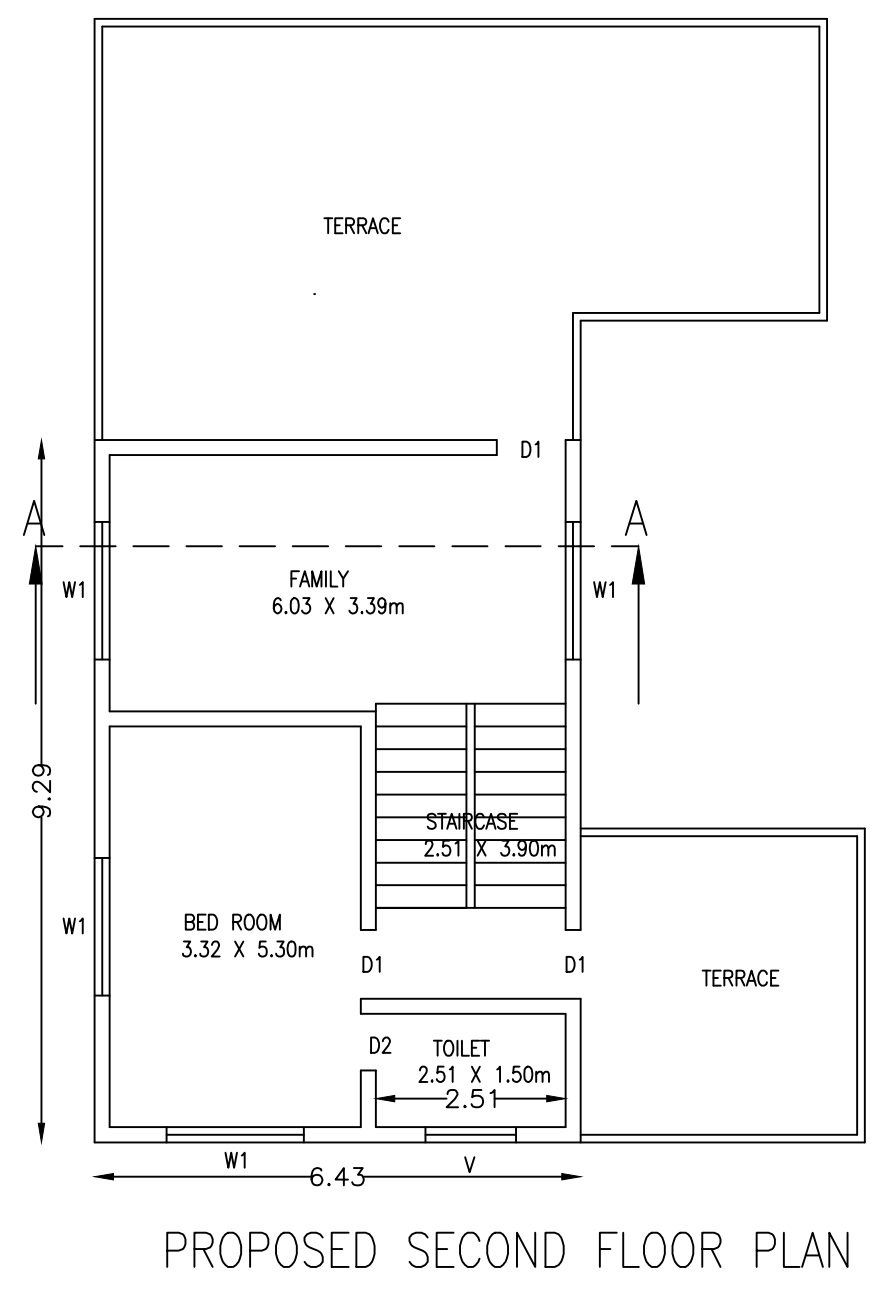 TERRACE
D1
A
A
FAMILY
6.03 X 3.39m
W1
W1
9.29
STAIRCASE
2.51 X 3.90m
BED ROOM
3.32 X 5.30m
W1
D1
D1
TERRACE
D2
TOILET
2.51 X 1.50m
2.51
W1
V
6.43
PROPOSED SECOND FLOOR PLAN